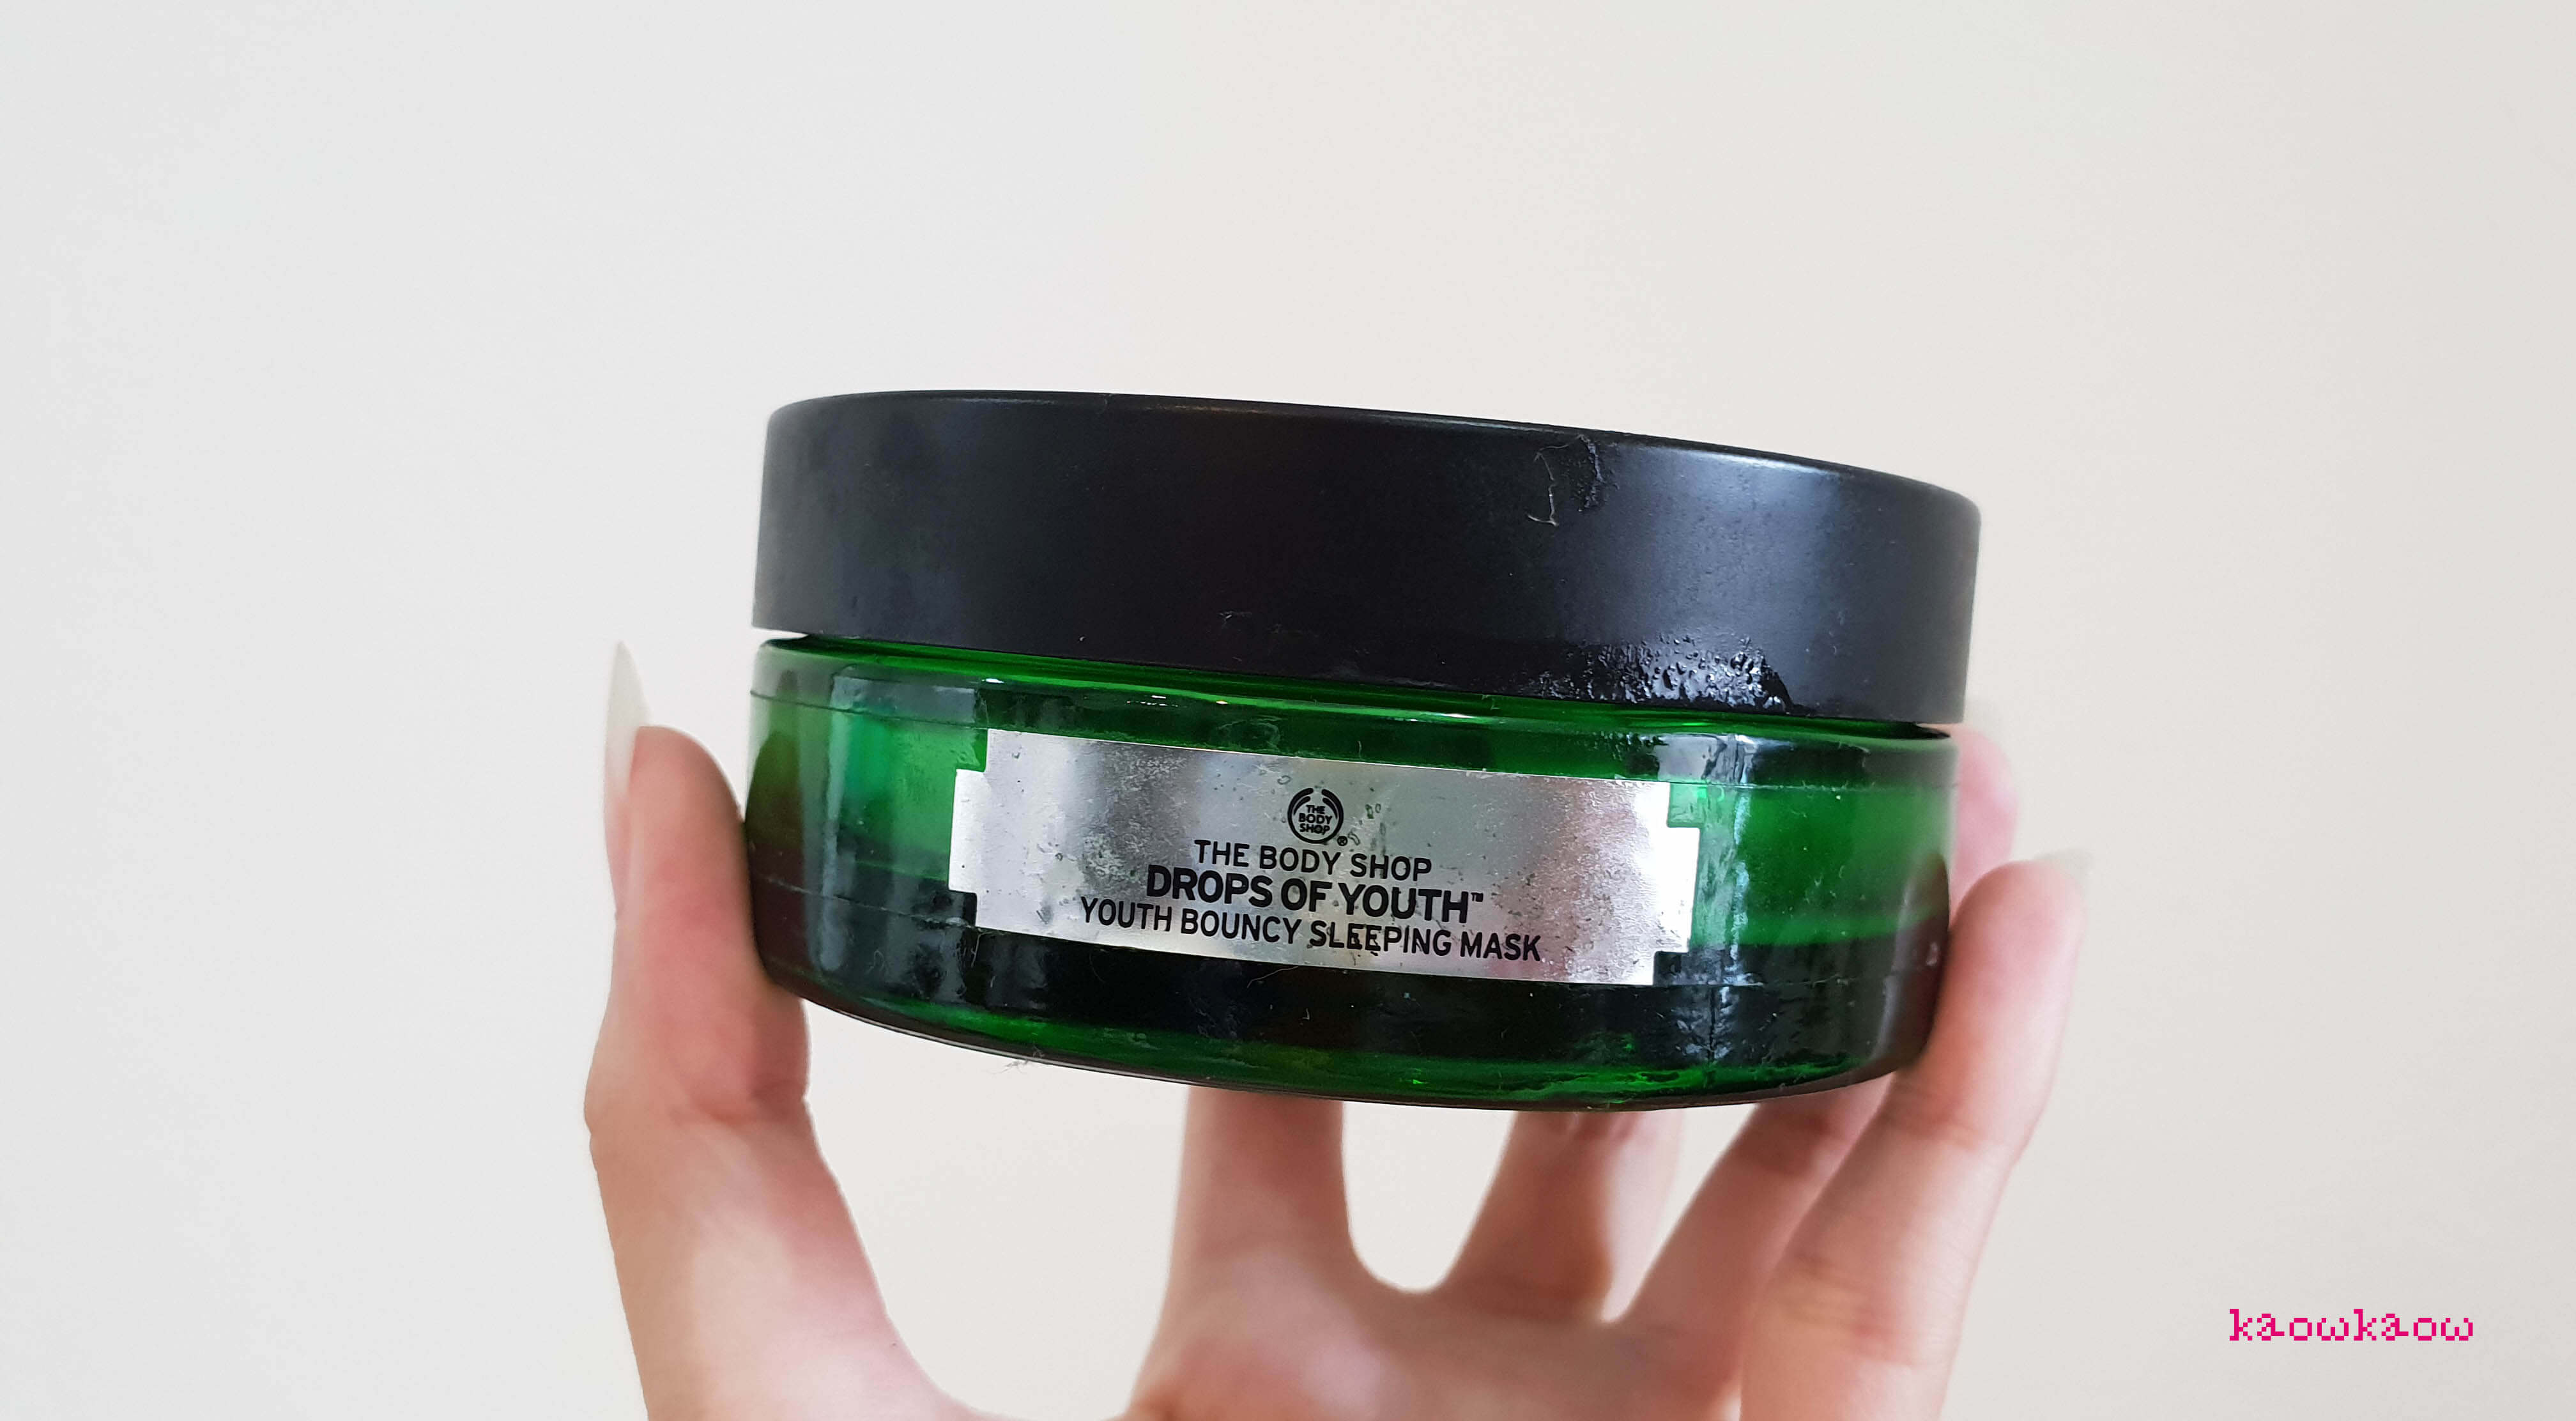 THE
BODY
SHOP
®
THE BODY SHOP
DROPS OF YOUTH™
YOUTH BOUNCY SLEEPING MASK
kaowkaow